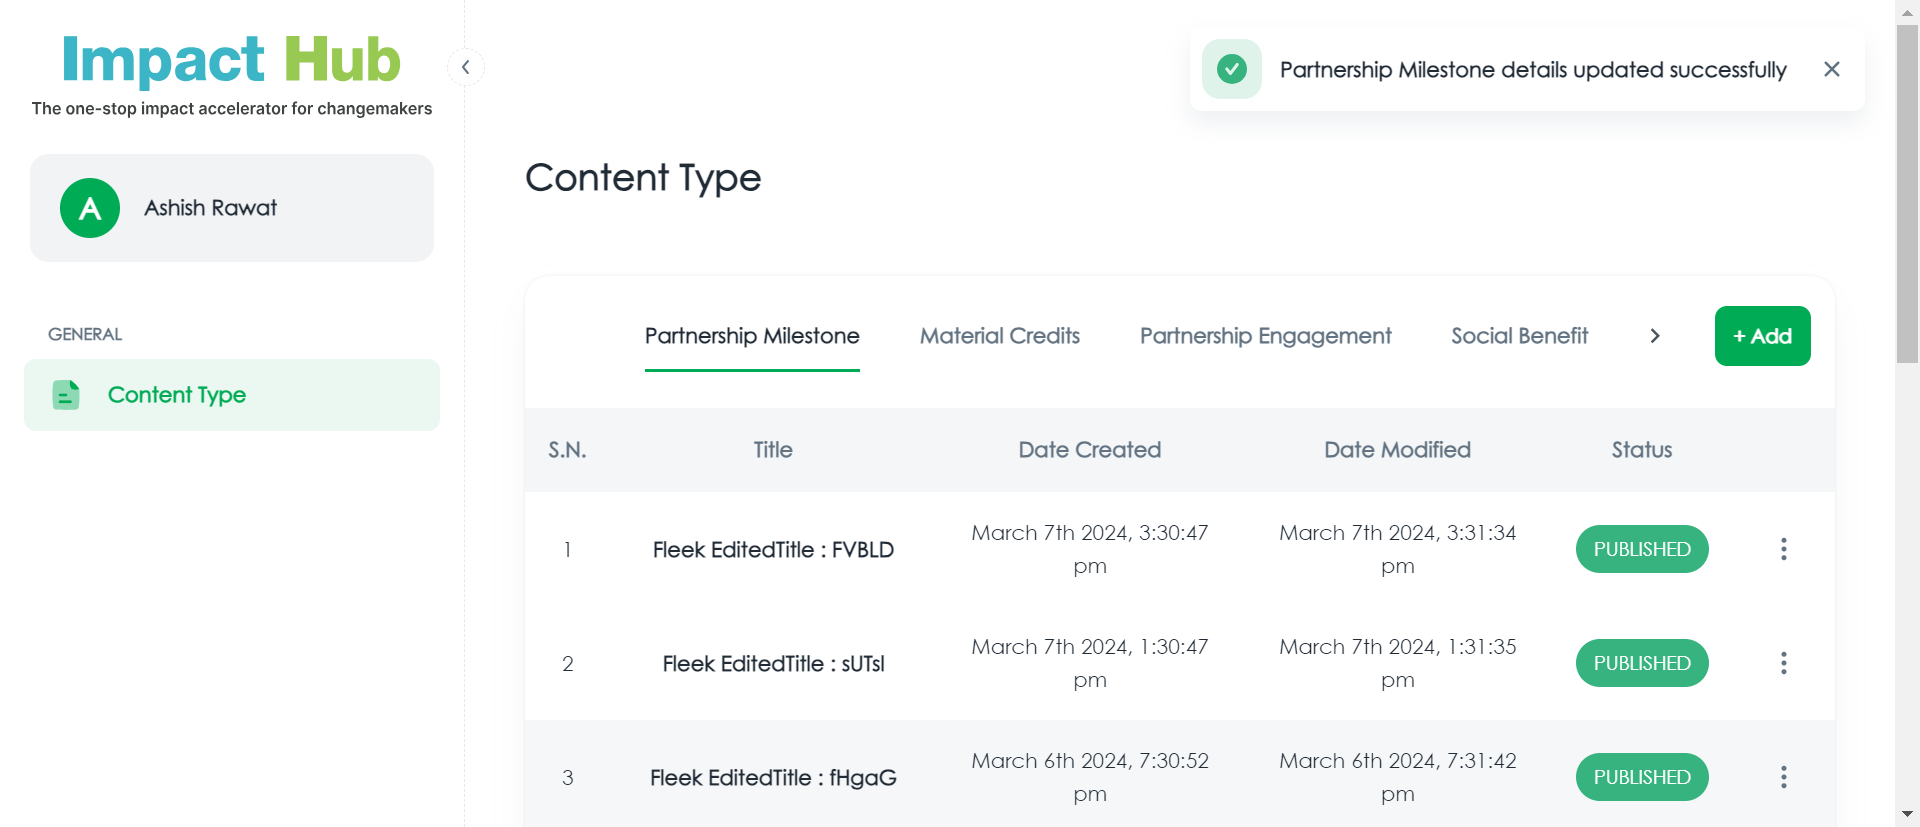 Impact Hub
The one-stop impact accelerator for changemakers
A
Ashish Rawat
GENERAL
Content Type
Partnership Milestone details updated successfully
Content Type
Partnership Milestone Material Credits Partnership Engagement Social Benefit + Add
S.N. Title Date Created Date Modified Status
1 Fleek EditedTitle : FVBLD March 7th 2024, 3:30:47 pm March 7th 2024, 3:31:34 pm PUBLISHED
2 Fleek EditedTitle : sUTsl March 7th 2024, 1:30:47 pm March 7th 2024, 1:31:35 pm PUBLISHED
3 Fleek EditedTitle : fHgaG March 6th 2024, 7:30:52 pm March 6th 2024, 7:31:42 pm PUBLISHED